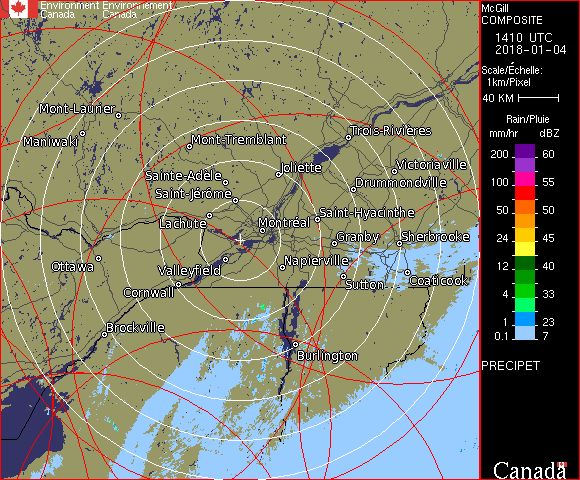 Environment Environnement
Canada Canada
McGill
COMPOSITE
1410 UTC
2018-01-04
Scale/Échelle:
1km/Pixel
40 KM
Rain/Pluie
mm/hr dBZ
200 60
100 55
50 50
24 45
12 40
4 33
1 23
0.1 7
PRECIPET
Canada
Mont-Laurier
Maniwaki
Mont-Tremblant
Trois-Rivières
Sainte-Adèle
Joliette
Victoriaville
Saint-Jérôme
Drummondville
Lachute
Montréal
Saint-Hyacinthe
Granby
Sherbrooke
Ottawa
Valleyfield
Napierville
Cornwall
Sutton
Coaticook
Brockville
Burlington